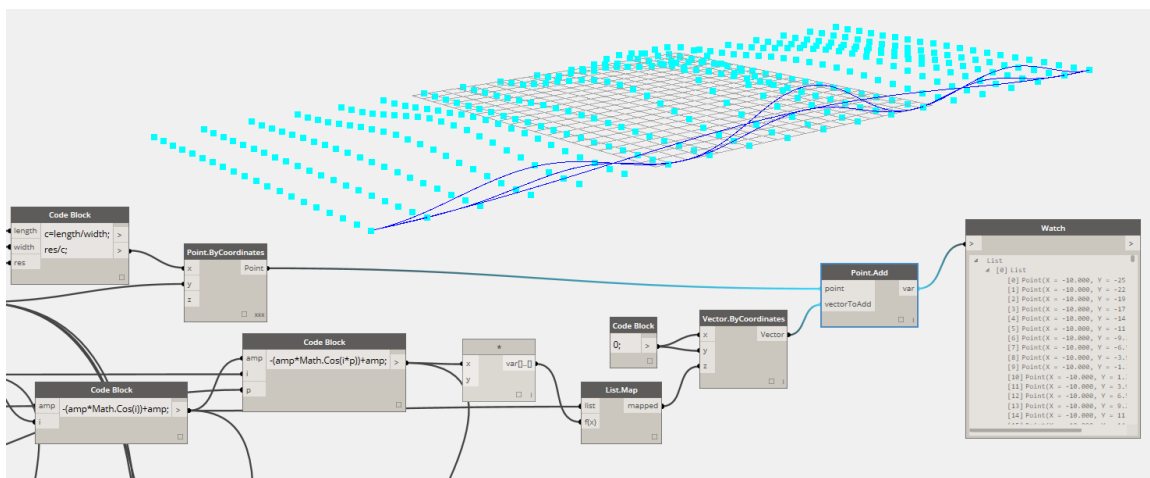 Code Block
length
c=length/width;
>
width
res/c;
>
res
Point.ByCoordinates
x
Point
y
z
xxx
Code Block
amp
-(amp*Math.Cos(i*p))+amp;
>
i
p
Code Block
amp
-(amp*Math.Cos(i))+amp;
>
i
*
x
var[]..[]
y
List.Map
list
mapped
f(x)
Code Block
0;
>
Vector.ByCoordinates
x
Vector
y
z
Point.Add
point
var
vectorToAdd
Watch
>
>
List
[0] List
[0] Point(X = -10.000, Y = -25
[1] Point(X = -10.000, Y = -22
[2] Point(X = -10.000, Y = -19
[3] Point(X = -10.000, Y = -17
[4] Point(X = -10.000, Y = -14
[5] Point(X = -10.000, Y = -11
[6] Point(X = -10.000, Y = -9.
[7] Point(X = -10.000, Y = -6.
[8] Point(X = -10.000, Y = -3.
[9] Point(X = -10.000, Y = -1.
[10] Point(X = -10.000, Y = 1.
[11] Point(X = -10.000, Y = 3.
[12] Point(X = -10.000, Y = 6.
[13] Point(X = -10.000, Y = 9.
[14] Point(X = -10.000, Y = 11